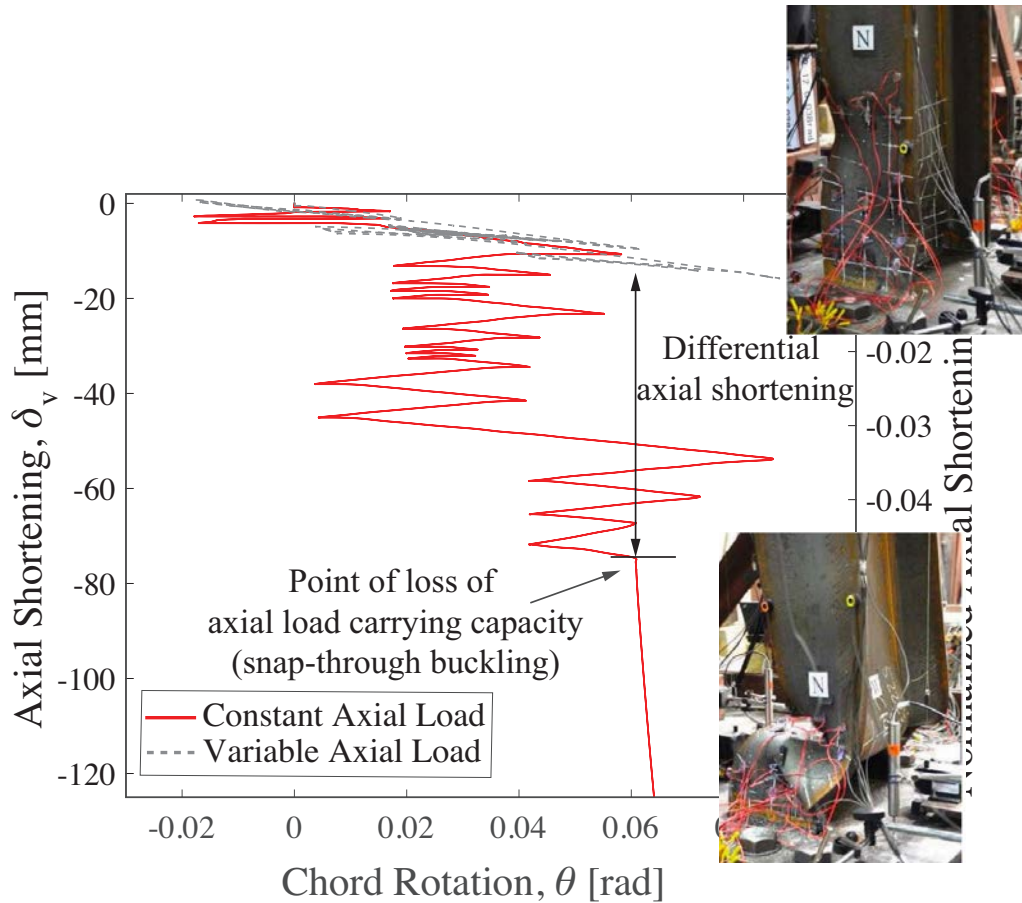 N
0
-20
-40
-60
-80
-100
-120
Axial Shortening, δv [mm]
-0.02
0
0.02
0.04
0.06
0.
Chord Rotation, θ [rad]
-0.02
-0.03
-0.04
Differential
axial shortening
Point of loss of
axial load carrying capacity
(snap-through buckling)
Constant Axial Load
Variable Axial Load
N